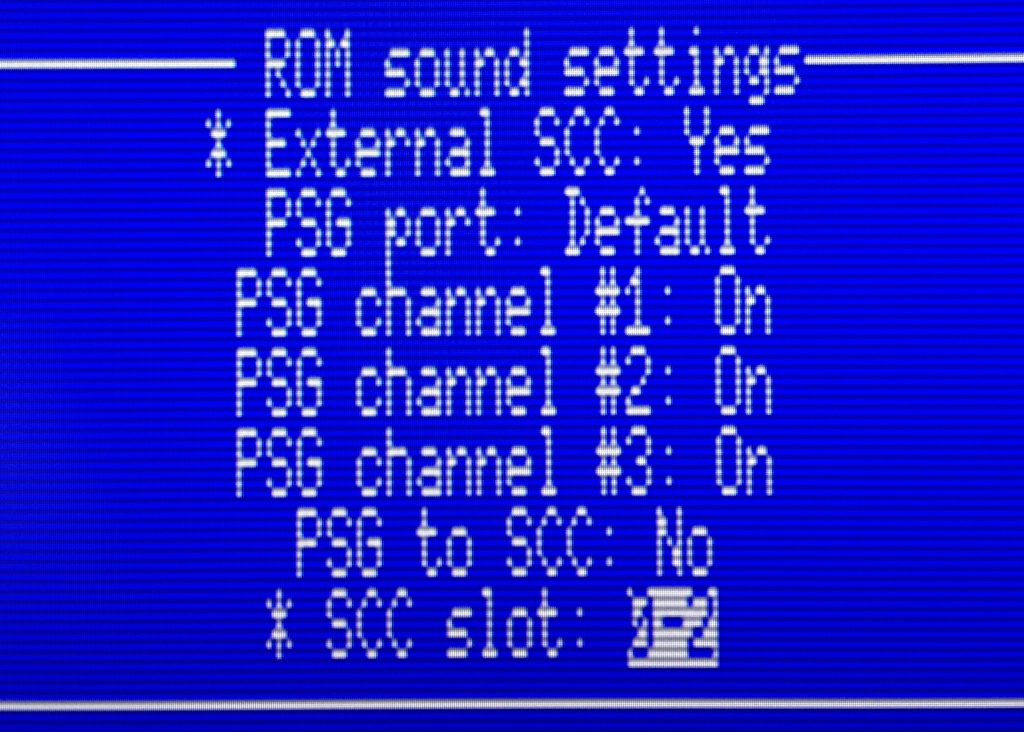 ROM sound settings
* External SCC: Yes
PSG port: Default
PSG channel #1: On
PSG channel #2: On
PSG channel #3: On
PSG to SCC: No
* SCC slot: